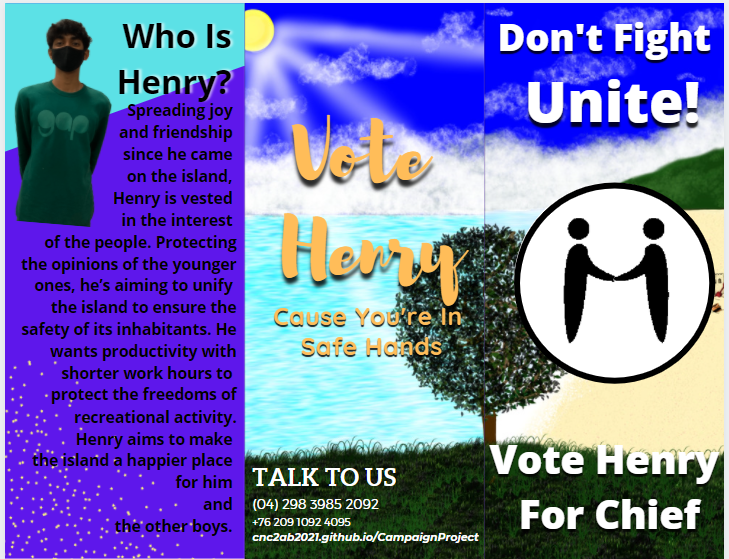 Who Is
Henry?
gap
Spreading joy
and friendship
since he came
on the island,
Henry is vested
in the interest
of the people. Protecting
the opinions of the younger
ones, he's aiming to unify
the island to ensure the
safety of its inhabitants. He
wants productivity with
shorter work hours to
protect the freedoms of
recreational activity.
Henry aims to make
the island a happier place
for him
and
the other boys.
Vote
Henry
Cause You're In
Safe Hands
TALK TO US
(04) 298 3985 2092
+76 209 1092 4095
cnc2ab2021.github.io/CampaignProject
Don't Fight
Unite!
Vote Henry
For Chief